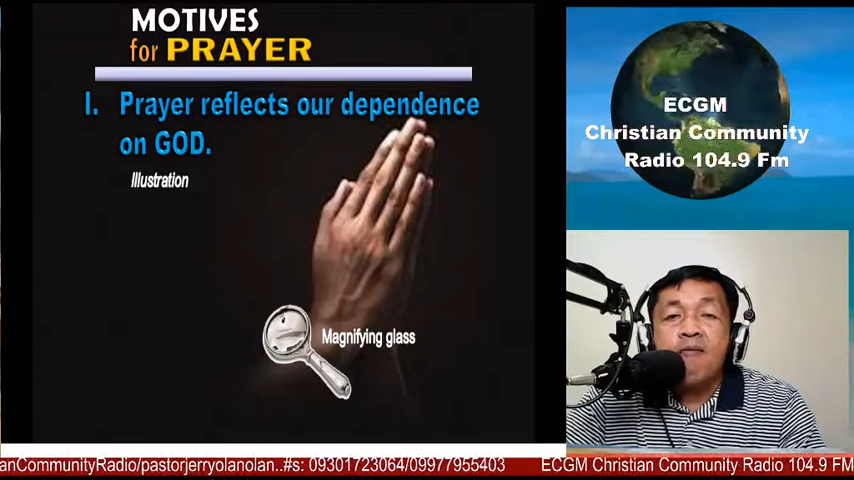 MOTIVES
for PRAYER
I. Prayer reflects our dependence
on GOD.
Illustration
Magnifying glass
ECGM
Christian Community
Radio 104.9 Fm
anCommunityRadio/pastorjerryolanolan..#s: 09301723064/09977955403 ECGM Christian Community Radio 104.9 FM